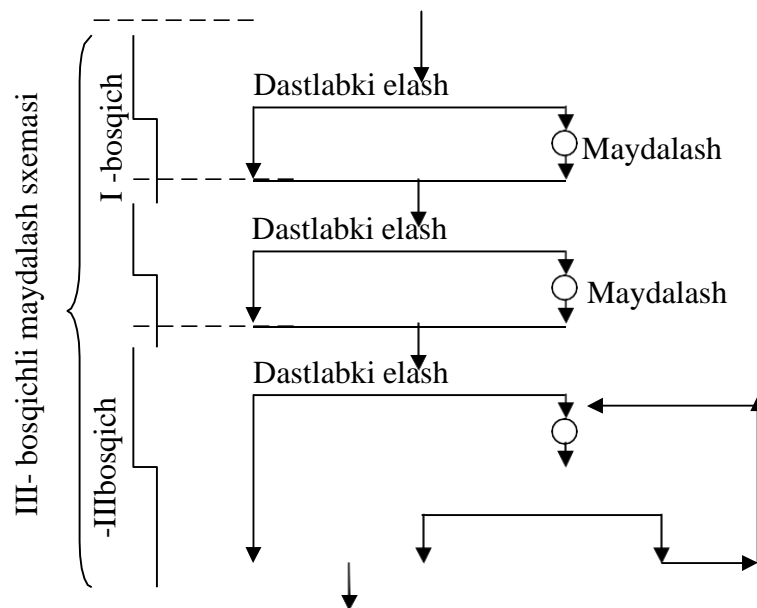 III- bosqichli maydalash sxemasi
I -bosqich
Dastlabki elash
Maydalash
Dastlabki elash
Maydalash
-IIIbosqich
Dastlabki elash